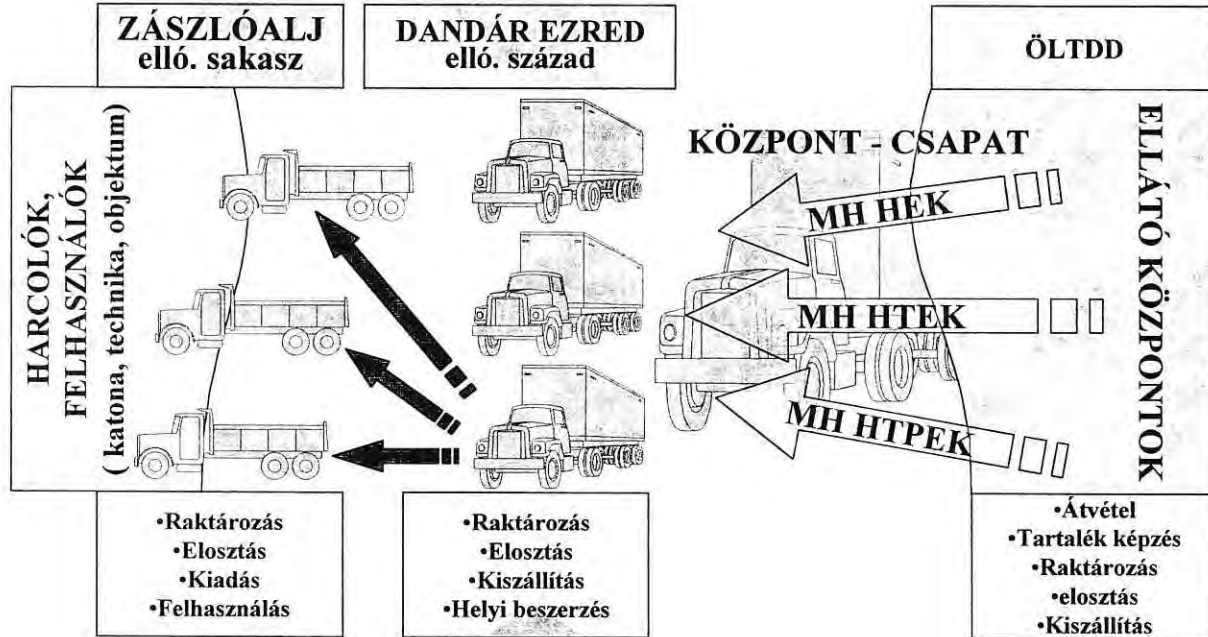 ZÁSZLÓALJ
elló. sakasz
DANDÁR EZRED
elló. század
ÖLTDD
HARCOLÓK,
FELHASZNÁLÓK
( katona, technika, objektum)
KÖZPONT - CSAPAT
MH HEK
MH HTEK
MH HTPEK
ELLÁTÓ KÖZPONTOK
•Raktározás
•Elosztás
•Kiadás
•Felhasználás
•Raktározás
•Elosztás
•Kiszállítás
•Helyi beszerzés
•Átvétel
•Tartalék képzés
•Raktározás
•elosztás
•Kiszállítás